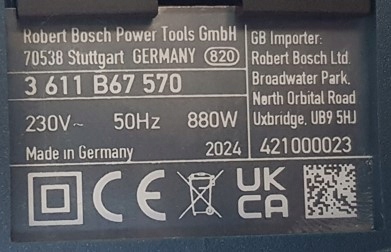 Robert Bosch Power Tools GmbH
70538 Stuttgart GERMANY 820
3 611 B67 570
230V~ 50Hz 880W
Made in Germany 2024
GB Importer:
Robert Bosch Ltd.
Broadwater Park,
North Orbital Road
Uxbridge, UB9 5HJ
421000023
CE
UK
CA